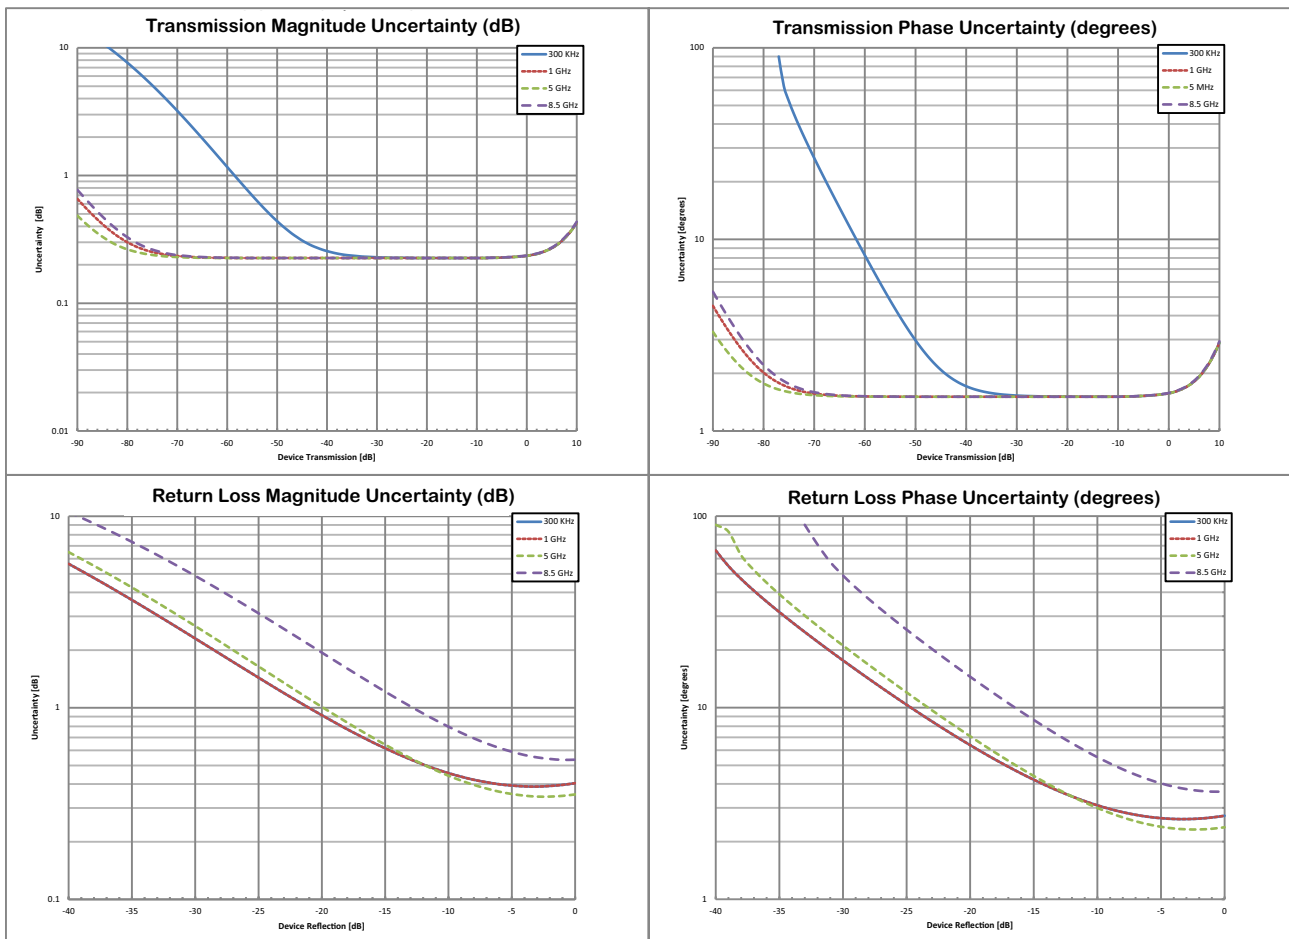 Transmission Magnitude Uncertainty (dB)
10
1
0.1
0.01
Uncertainty [dB]
300 KHz
1 GHz
5 GHz
8.5 GHz
-90 -80 -70 -60 -50 -40 -30 -20 -10 0 10
Device Transmission [dB]
Transmission Phase Uncertainty (degrees)
100
10
1
Uncertainty [degrees]
300 KHz
1 GHz
5 MHz
8.5 GHz
-90 -80 -70 -60 -50 -40 -30 -20 -10 0 10
Device Transmission [dB]
Return Loss Magnitude Uncertainty (dB)
10
1
0.1
Uncertainty [dB]
300 KHz
1 GHz
5 GHz
8.5 GHz
-40 -35 -30 -25 -20 -15 -10 -5 0
Device Reflection [dB]
Return Loss Phase Uncertainty (degrees)
100
10
1
Uncertainty [degrees]
300 KHz
1 GHz
5 GHz
8.5 GHz
-40 -35 -30 -25 -20 -15 -10 -5 0
Device Reflection [dB]